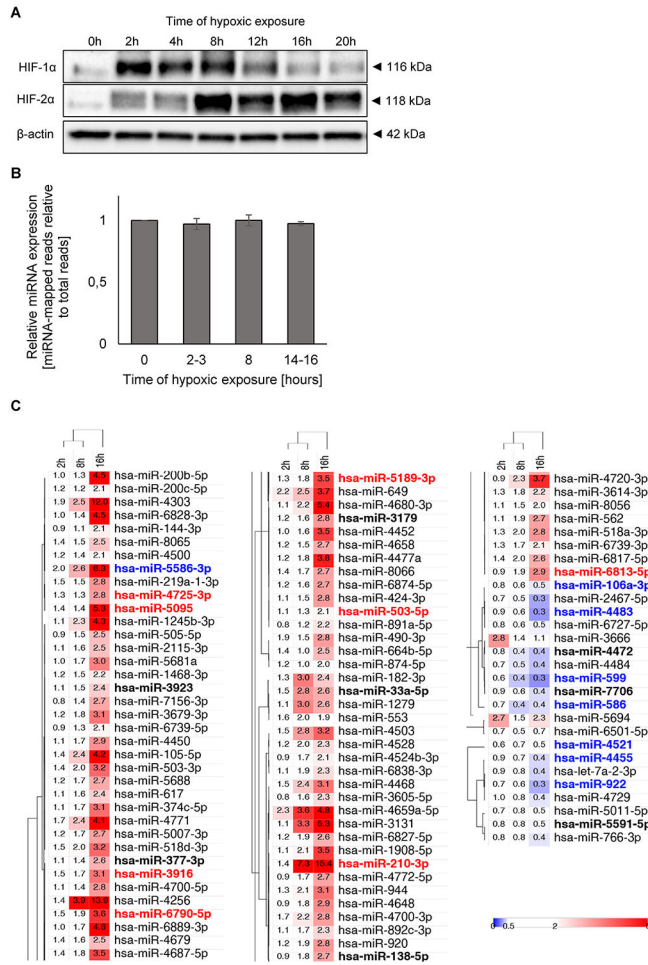 A
Time of hypoxic exposure
0h 2h 4h 8h 12h 16h 20h
HIF-1α ◄ 116 kDa
HIF-2α ◄ 118 kDa
β-actin ◄ 42 kDa
B
Relative miRNA expression
[miRNA-mapped reads relative
to total reads]
1
0,5
0
0 2-3 8 14-16
Time of hypoxic exposure [hours]
C
2h 8h 16h
1.0 1.3 4.5 hsa-miR-200b-5p
1.2 1.2 2.1 hsa-miR-200c-5p
1.9 2.5 12.0 hsa-miR-4303
1.0 1.4 4.5 hsa-miR-6828-3p
0.9 1.1 2.1 hsa-miR-144-3p
1.4 1.5 2.5 hsa-miR-8065
1.2 1.4 2.1 hsa-miR-4500
2.0 2.6 6.3 hsa-miR-5586-3p
1.5 1.5 2.8 hsa-miR-219a-1-3p
1.3 1.3 2.8 hsa-miR-4725-3p
1.4 1.4 5.3 hsa-miR-5095
1.1 2.3 4.3 hsa-miR-1245b-3p
0.9 1.5 2.5 hsa-miR-505-5p
1.1 1.6 2.5 hsa-miR-2115-3p
1.0 1.7 3.0 hsa-miR-5681a
1.2 1.4 2.2 hsa-miR-1468-3p
1.1 1.5 2.4 hsa-miR-3923
0.8 1.4 2.7 hsa-miR-7156-3p
1.2 1.8 3.1 hsa-miR-3679-3p
0.9 1.3 2.1 hsa-miR-6739-5p
1.1 1.7 2.9 hsa-miR-4450
1.4 2.4 4.2 hsa-miR-105-5p
1.4 2.0 3.2 hsa-miR-503-3p
1.2 1.7 2.7 hsa-miR-5688
1.1 1.6 2.4 hsa-miR-617
1.1 1.7 3.1 hsa-miR-374c-5p
1.7 2.4 4.1 hsa-miR-4771
1.2 1.7 2.7 hsa-miR-5007-3p
1.5 2.0 3.2 hsa-miR-518d-3p
1.1 1.4 2.6 hsa-miR-377-3p
1.5 1.7 3.1 hsa-miR-3916
1.1 1.4 2.8 hsa-miR-4700-5p
1.4 3.9 13.9 hsa-miR-4256
1.5 1.9 3.6 hsa-miR-6790-5p
1.0 1.7 4.8 hsa-miR-6889-3p
1.4 1.6 2.5 hsa-miR-4679
1.4 1.8 3.5 hsa-miR-4687-5p
2h 8h 16h
1.3 1.8 3.5 hsa-miR-5189-3p
2.2 2.5 3.7 hsa-miR-649
1.1 2.2 5.4 hsa-miR-4680-3p
1.2 1.6 2.8 hsa-miR-3179
1.0 1.6 3.5 hsa-miR-4452
1.2 1.5 2.7 hsa-miR-4658
1.2 1.8 3.8 hsa-miR-4477a
1.1 1.6 2.7 hsa-miR-8066
1.2 1.6 2.5 hsa-miR-6874-5p
1.1 1.5 2.8 hsa-miR-424-3p
1.1 1.3 2.1 hsa-miR-503-5p
0.8 1.2 2.2 hsa-miR-891a-5p
1.5 1.9 2.8 hsa-miR-490-3p
1.4 1.0 2.5 hsa-miR-664b-5p
1.2 1.0 2.0 hsa-miR-874-5p
1.3 3.0 2.4 hsa-miR-182-3p
1.5 2.8 2.6 hsa-miR-33a-5p
1.1 3.0 2.6 hsa-miR-1279
1.6 2.0 1.9 hsa-miR-553
1.5 2.8 3.2 hsa-miR-4503
1.2 2.0 2.3 hsa-miR-4528
0.9 1.7 2.1 hsa-miR-4524b-3p
1.1 1.9 2.3 hsa-miR-6838-3p
1.5 2.4 3.1 hsa-miR-4468
0.8 1.6 2.3 hsa-miR-3605-5p
2.3 3.6 4.8 hsa-miR-4659a-5p
1.1 3.3 5.3 hsa-miR-3131
1.2 1.9 2.6 hsa-miR-6827-5p
1.1 1.9 3.5 hsa-miR-1908-5p
1.4 7.3 15.4 hsa-miR-210-3p
0.9 1.7 2.7 hsa-miR-4772-5p
1.3 2.1 3.1 hsa-miR-944
0.9 1.8 2.9 hsa-miR-4648
1.7 2.2 2.8 hsa-miR-4700-3p
1.1 1.8 2.3 hsa-miR-892c-3p
1.2 1.9 2.8 hsa-miR-920
0.9 1.8 2.7 hsa-miR-138-5p
2h 8h 16h
0.9 2.3 3.7 hsa-miR-4720-3p
1.3 1.8 2.2 hsa-miR-3614-3p
1.1 1.5 2.0 hsa-miR-8056
1.1 1.9 2.7 hsa-miR-562
1.2 1.8 2.8 hsa-miR-518a-3p
1.3 1.7 2.1 hsa-miR-6739-3p
1.4 2.0 2.6 hsa-miR-6817-5p
0.9 1.9 2.9 hsa-miR-6813-5p
0.8 0.6 0.5 hsa-miR-106a-3p
0.7 0.6 0.5 hsa-miR-2467-5p
0.9 0.6 0.3 hsa-miR-4483
0.8 0.6 0.5 hsa-miR-6727-5p
2.8 1.4 1.1 hsa-miR-3666
0.8 0.4 0.4 hsa-miR-4472
0.7 0.5 0.4 hsa-miR-4484
0.6 0.4 0.3 hsa-miR-599
0.9 0.6 0.4 hsa-miR-7706
0.7 0.4 0.4 hsa-miR-586
2.7 1.5 2.3 hsa-miR-5694
0.7 0.6 0.5 hsa-miR-6501-5p
0.6 0.7 0.5 hsa-miR-4521
0.9 0.7 0.4 hsa-miR-4455
0.9 0.8 0.4 hsa-let-7a-2-3p
0.7 0.6 0.3 hsa-miR-922
1.0 0.8 0.4 hsa-miR-4729
0.7 0.8 0.5 hsa-miR-5011-5p
0.8 0.8 0.5 hsa-miR-5591-5p
0.8 0.8 0.4 hsa-miR-766-3p
0 0.5 2